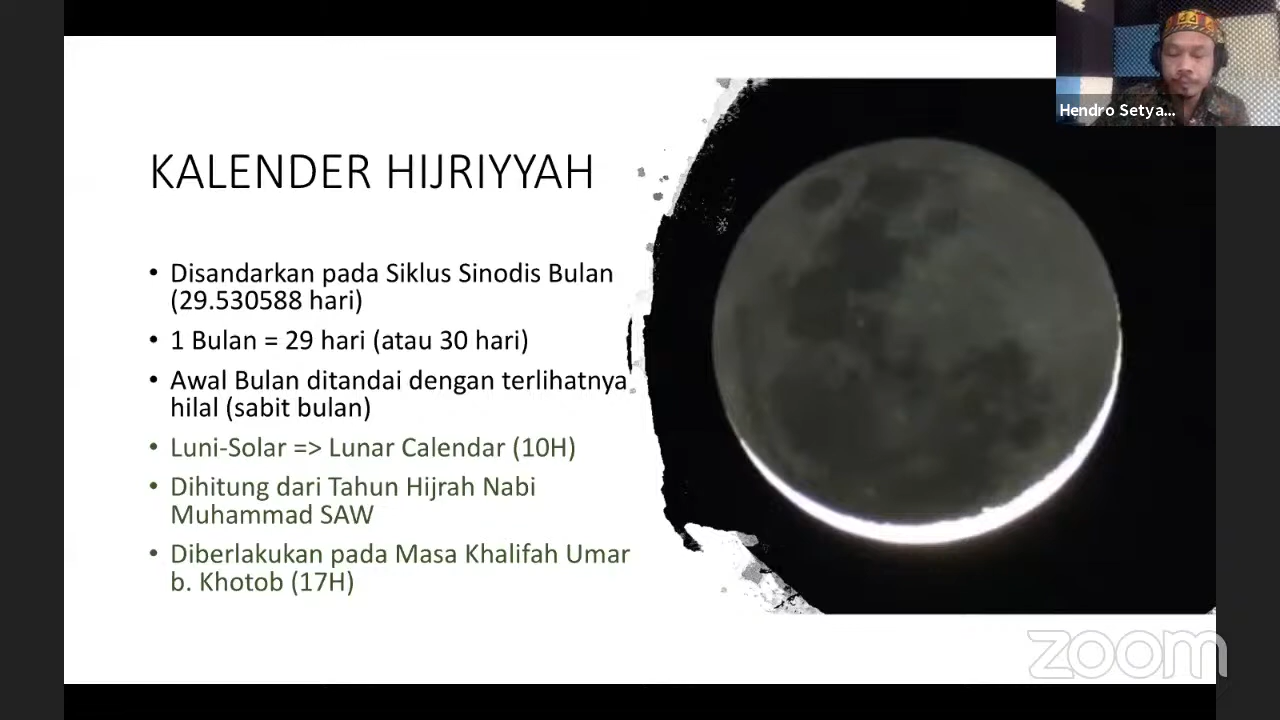 KALENDER HIJRIYYAH
• Disandarkan pada Siklus Sinodis Bulan
(29.530588 hari)
• 1 Bulan = 29 hari (atau 30 hari)
• Awal Bulan ditandai dengan terlihatnya
hilal (sabit bulan)
• Luni-Solar => Lunar Calendar (10H)
• Dihitung dari Tahun Hijrah Nabi
Muhammad SAW
• Diberlakukan pada Masa Khalifah Umar
b. Khotob (17H)
Hendro Setya...
zoom